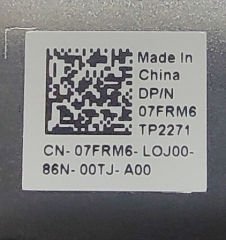 Made In
China
DP/N
07FRM6
TP2271
CN- 07FRM6- LOJ00-
86N- 00TJ- A00